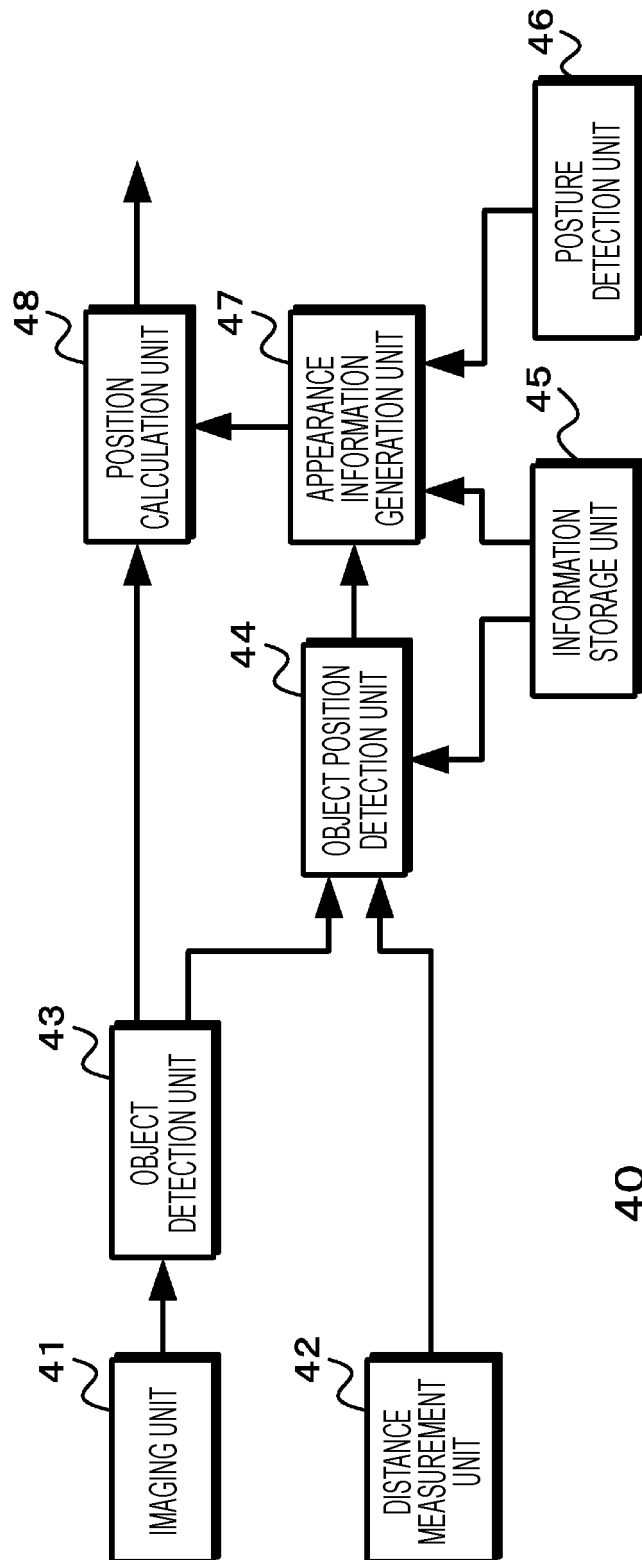 41
IMAGING UNIT
43
OBJECT
DETECTION UNIT
48
POSITION
CALCULATION UNIT
42
DISTANCE
MEASUREMENT
UNIT
44
OBJECT POSITION
DETECTION UNIT
47
APPEARANCE
INFORMATION
GENERATION UNIT
45
INFORMATION
STORAGE UNIT
46
POSTURE
DETECTION UNIT
40